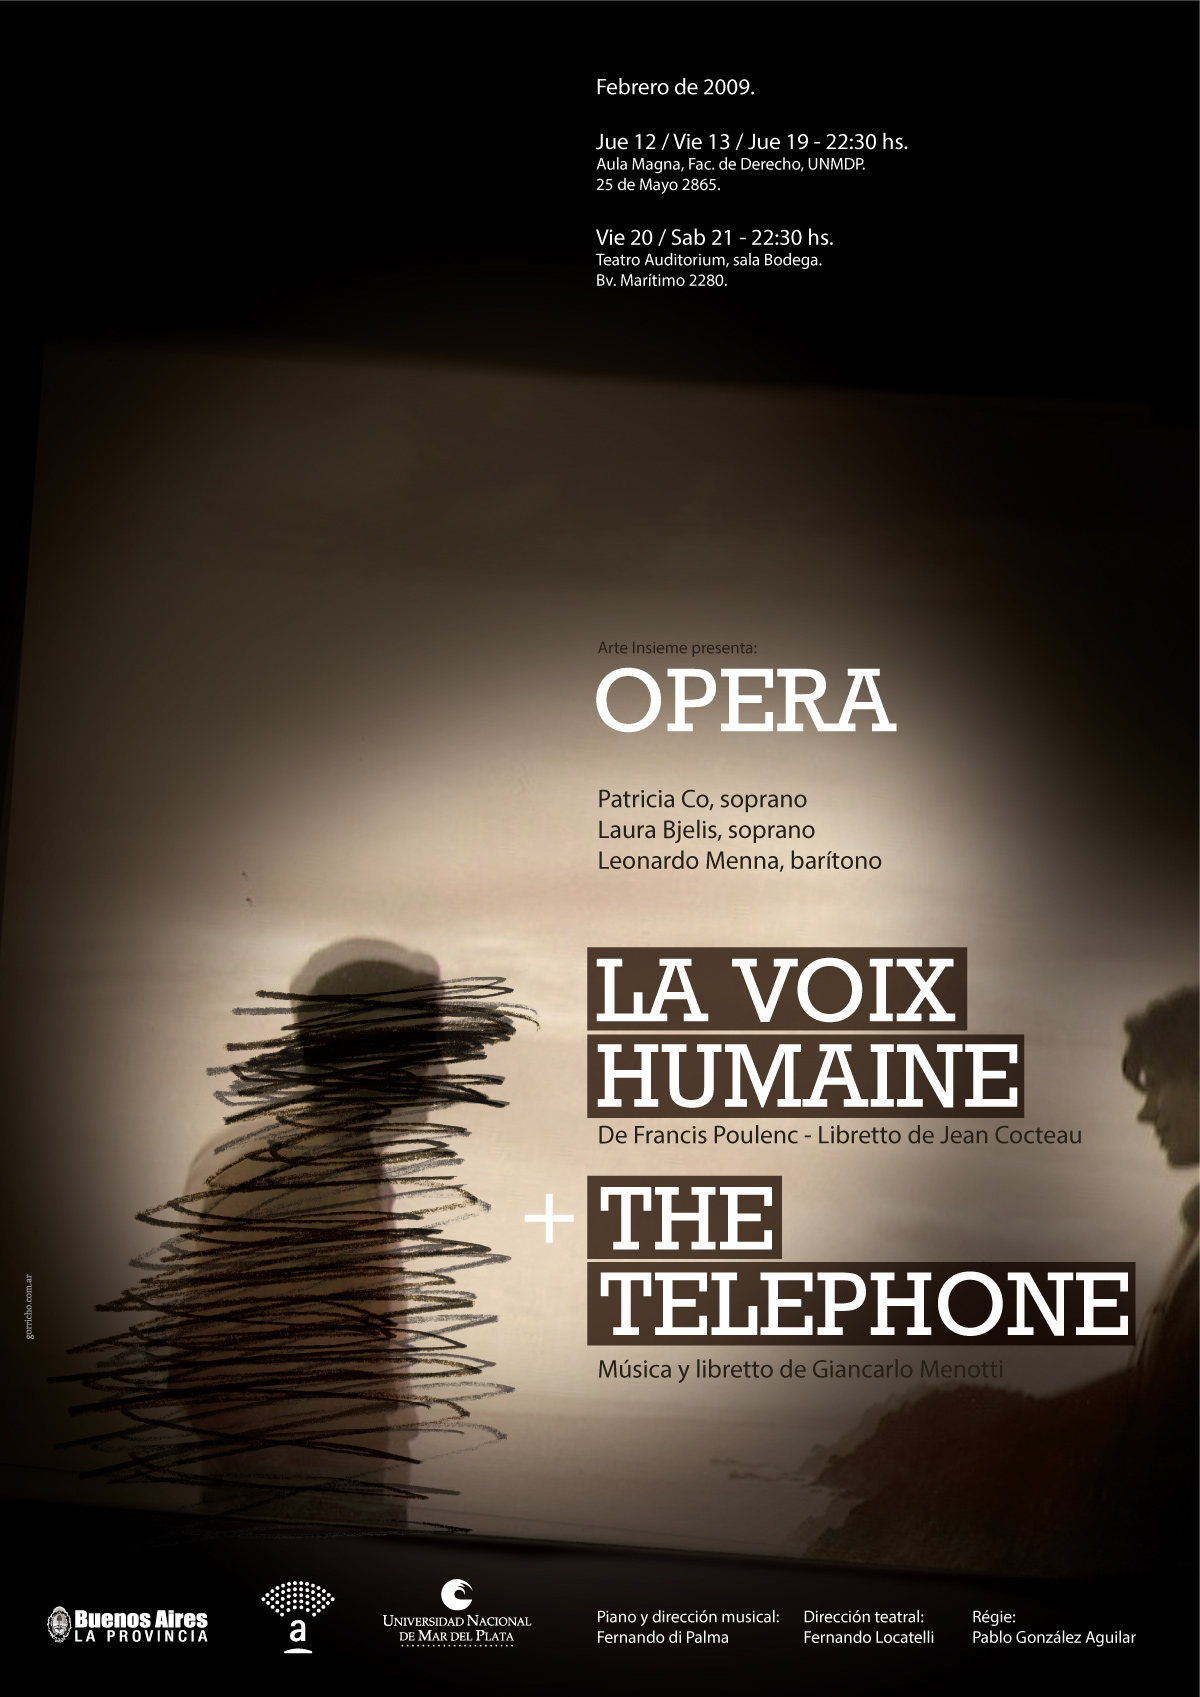 Febrero de 2009.
Jue 12 / Vie 13 / Jue 19 - 22:30 hs.
Aula Magna, Fac. de Derecho, UNMDP.
25 de Mayo 2865.
Vie 20 / Sab 21 - 22:30 hs.
Teatro Auditorium, sala Bodega.
Bv. Marítimo 2280.
Arte Insieme presenta:
OPERA
Patricia Co, soprano
Laura Bjelis, soprano
Leonardo Menna, barítono
LA VOIX
HUMAINE
De Francis Poulenc - Libretto de Jean Cocteau
+ THE
TELEPHONE
Música y libretto de Giancarlo Menotti
gorricho.com.ar
Buenos Aires
LA PROVINCIA
a
UNIVERSIDAD NACIONAL
DE MAR DEL PLATA
Piano y dirección musical:
Fernando di Palma
Dirección teatral:
Fernando Locatelli
Régie:
Pablo González Aguilar